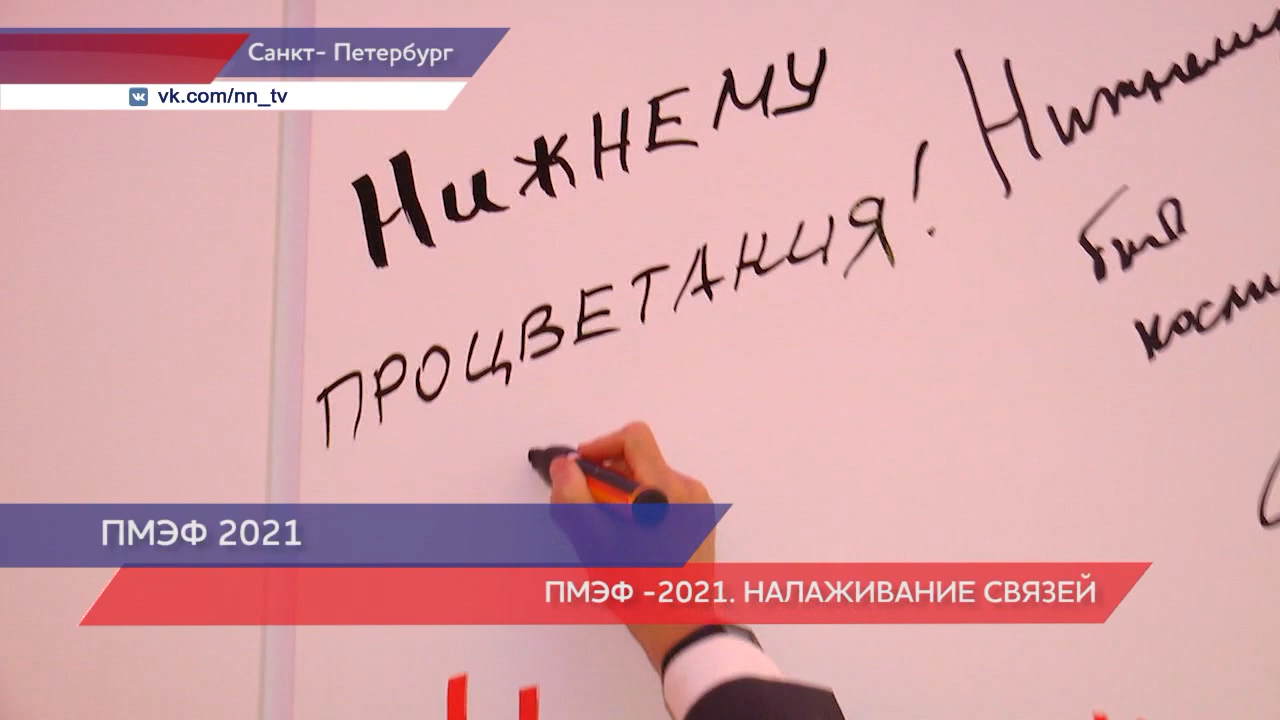 Санкт- Петербург
vk.com/nn_tv
НИЖНЕМУ
ПРОЦВЕТАНИЯ!
ПМЭФ 2021
ПМЭФ -2021. НАЛАЖИВАНИЕ СВЯЗЕЙ